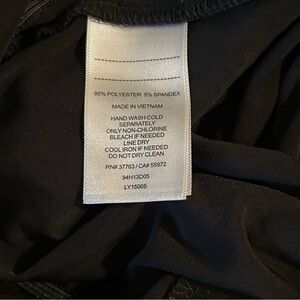 95% POLYESTER 5% SPANDEX
MADE IN VIETNAM
HAND WASH COLD
SEPARATELY
ONLY NON-CHLORINE
BLEACH IF NEEDED
LINE DRY
COOL IRON IF NEEDED
DO NOT DRY CLEAN
RN# 37763 / CA# 55972
94H13D05
LY15065